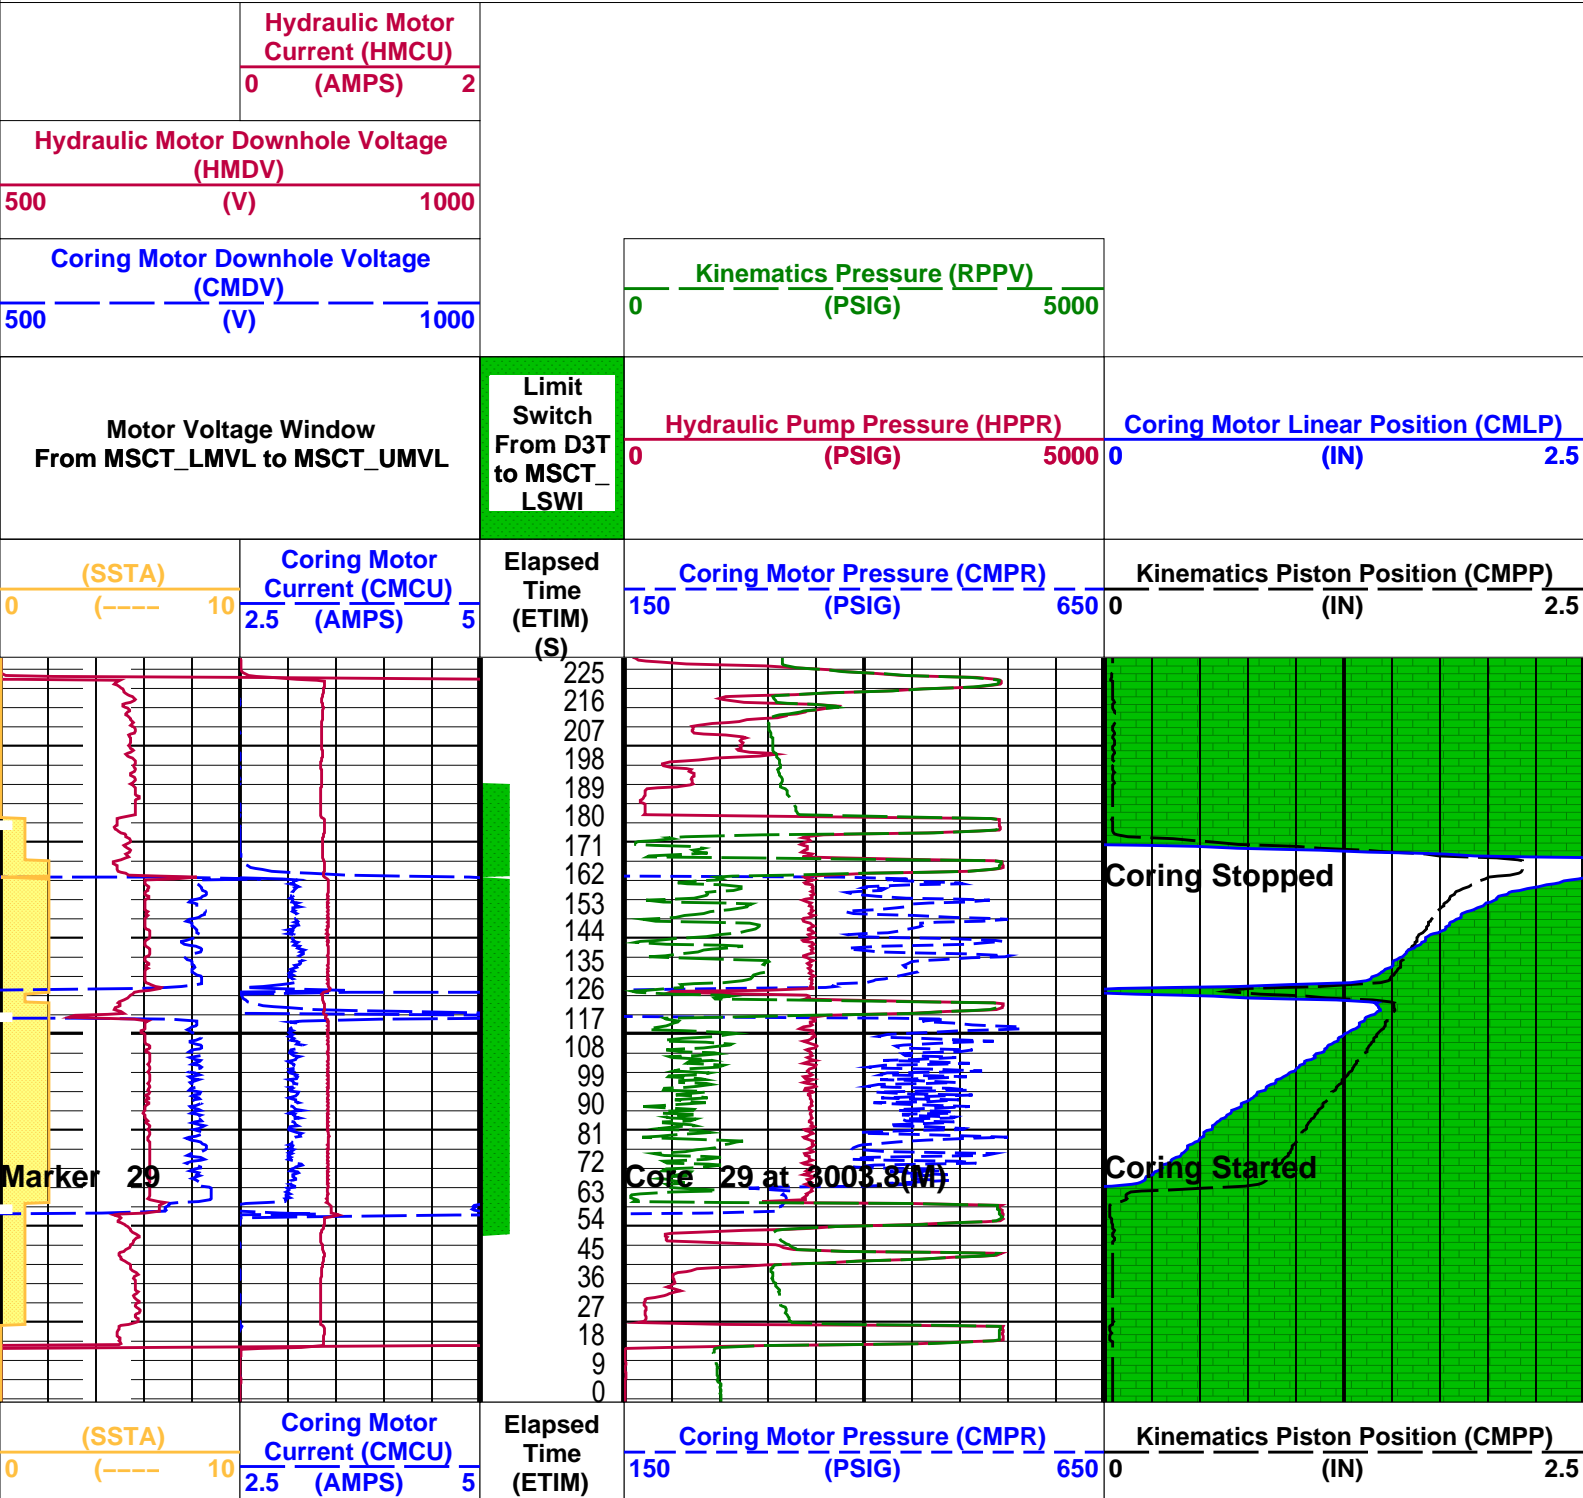 Hydraulic Motor
Current (HMCU)
0 (AMPS) 2
Hydraulic Motor Downhole Voltage
(HMDV)
500 (V) 1000
Coring Motor Downhole Voltage
(CMDV)
500 (V) 1000
Kinematics Pressure (RPPV)
0 (PSIG) 5000
Motor Voltage Window
From MSCT_LMVL to MSCT_UMVL
Limit
Switch
From D3T
to MSCT_
LSWI
Hydraulic Pump Pressure (HPPR)
0 (PSIG) 5000
Coring Motor Linear Position (CMLP)
0 (IN) 2.5
(SSTA)
0 (---- 10
Coring Motor
Current (CMCU)
2.5 (AMPS) 5
Elapsed
Time
(ETIM)
(S)
Coring Motor Pressure (CMPR)
150 (PSIG) 650
Kinematics Piston Position (CMPP)
0 (IN) 2.5
225
216
207
198
189
180
171
162
153
144
135
126
117
108
99
90
81
72
63
54
45
36
27
18
9
0
Coring Stopped
Marker 29
Core 29 at 3003.8(M)
Coring Started
(SSTA)
0 (---- 10
Coring Motor
Current (CMCU)
2.5 (AMPS) 5
Elapsed
Time
(ETIM)
Coring Motor Pressure (CMPR)
150 (PSIG) 650
Kinematics Piston Position (CMPP)
0 (IN) 2.5